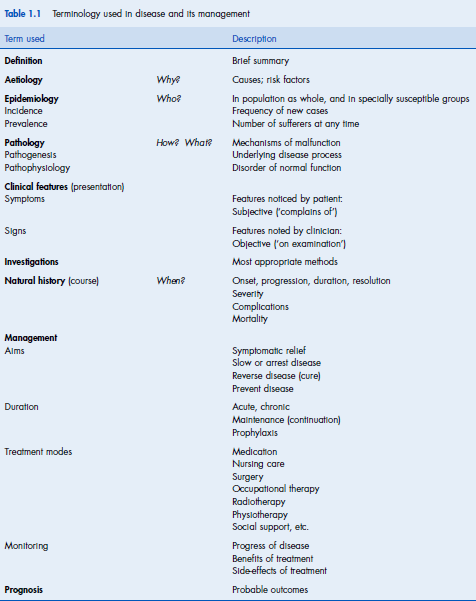 Table 1.1 Terminology used in disease and its management
Term used Description
Definition Brief summary
Aetiology Why? Causes; risk factors
Epidemiology Who? In population as whole, and in specially susceptible groups
Incidence Frequency of new cases
Prevalence Number of sufferers at any time
Pathology How? What? Mechanisms of malfunction
Pathogenesis Underlying disease process
Pathophysiology Disorder of normal function
Clinical features (presentation)
Symptoms Features noticed by patient:
Subjective ('complains of')
Signs Features noted by clinician:
Objective ('on examination')
Investigations Most appropriate methods
Natural history (course) When? Onset, progression, duration, resolution
Severity
Complications
Mortality
Management
Aims Symptomatic relief
Slow or arrest disease
Reverse disease (cure)
Prevent disease
Duration Acute, chronic
Maintenance (continuation)
Prophylaxis
Treatment modes Medication
Nursing care
Surgery
Occupational therapy
Radiotherapy
Physiotherapy
Social support, etc.
Monitoring Progress of disease
Benefits of treatment
Side-effects of treatment
Prognosis Probable outcomes